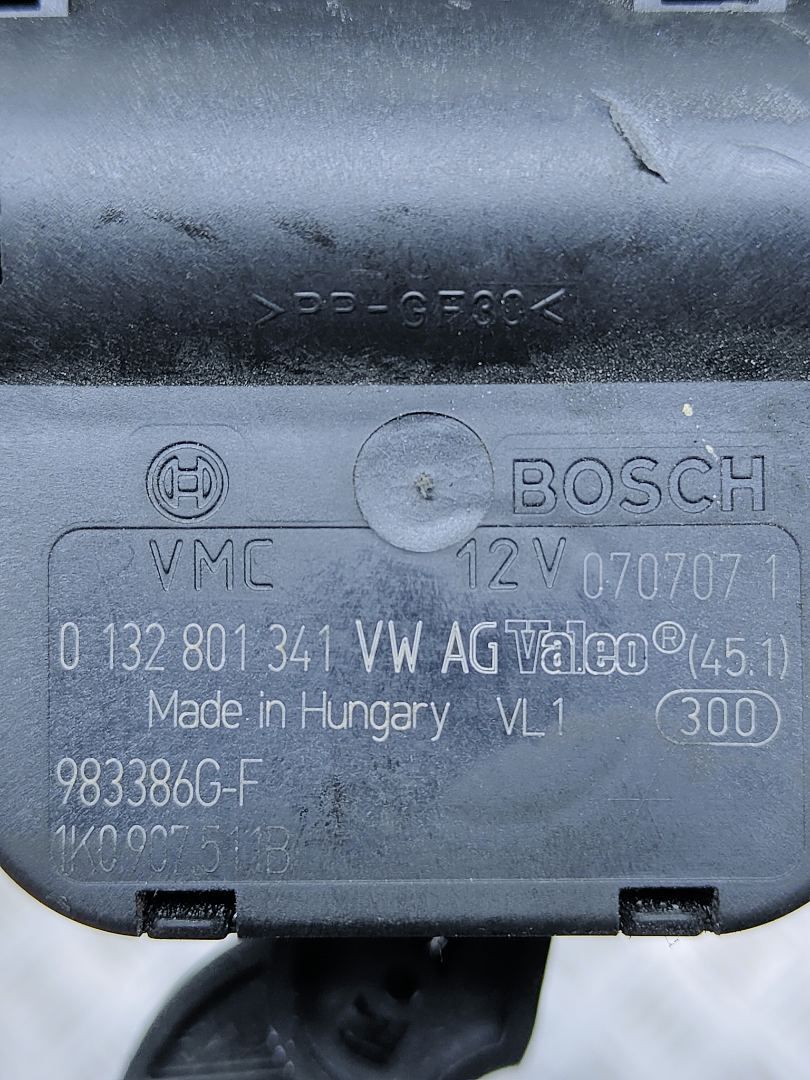 >PP-GF30<
BOSCH
VMC 12V 070707 1
0 132 801 341 VW AG Valeo® (45.1)
Made in Hungary VL1 300
983386G-F
1K0.907.511B